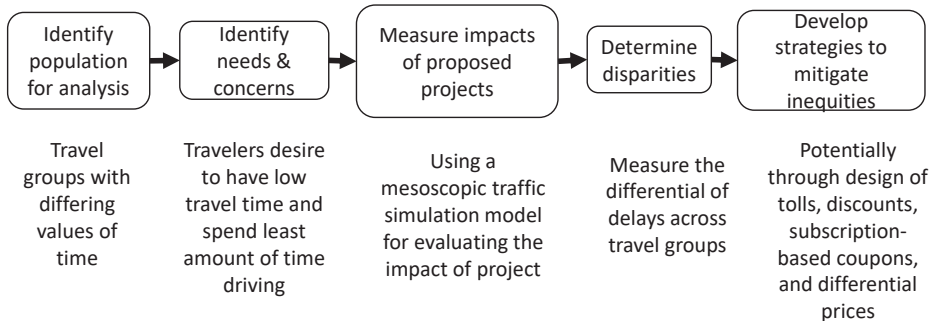 Identify
population
for analysis
Identify
needs &
concerns
Measure impacts
of proposed
projects
Determine
disparities
Develop
strategies to
mitigate
inequities
Travel
groups with
differing
values of
time
Travelers desire
to have low
travel time and
spend least
amount of time
driving
Using a
mesoscopic traffic
simulation model
for evaluating the
impact of project
Measure the
differential of
delays across
travel groups
Potentially
through design of
tolls, discounts,
subscription-
based coupons,
and differential
prices